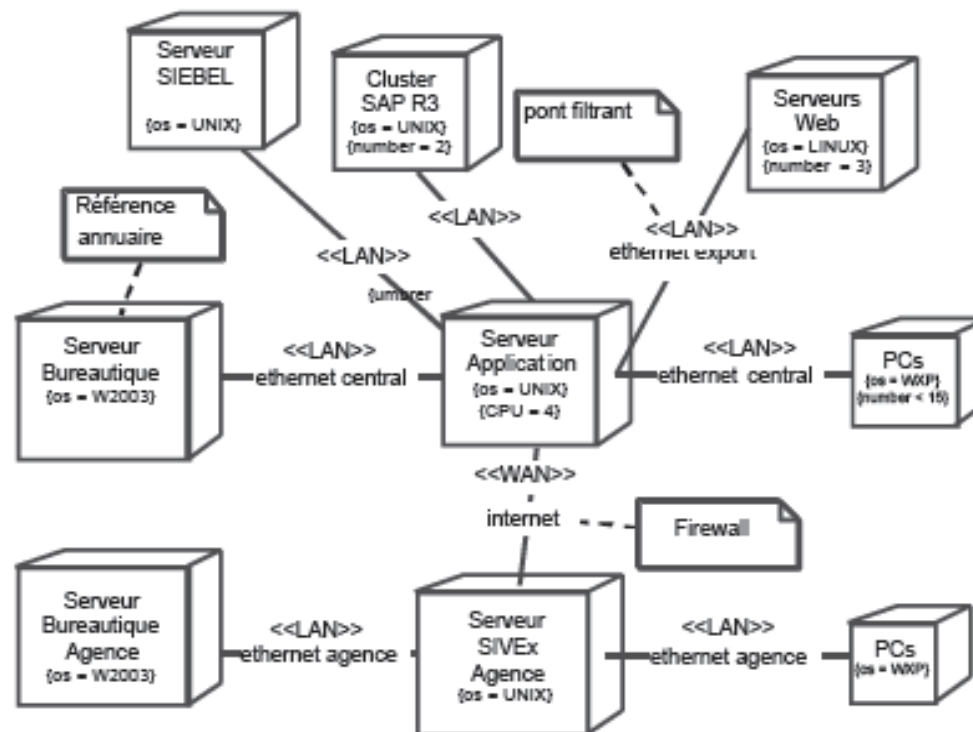 Serveur
SIEBEL
{os = UNIX}
Cluster
SAP R3
{os = UNIX}
{number = 2}
pont filtrant
Serveurs
Web
{os = LINUX}
{number = 3}
Référence
annuaire
<<LAN>>
<<LAN>>
<<LAN>>
ethernet export
{umbrer
Serveur
Bureautique
{os = W2003}
<<LAN>>
ethernet central
Serveur
Application
{os = UNIX}
{CPU = 4}
<<LAN>>
ethernet central
PCs
{os = WXP}
{number < 15}
<<WAN>>
internet
Firewall
Serveur
Bureautique
Agence
{os = W2003}
<<LAN>>
ethernet agence
Serveur
SIVEx
Agence
{os = UNIX}
<<LAN>>
ethernet agence
PCs
{os = WXP}